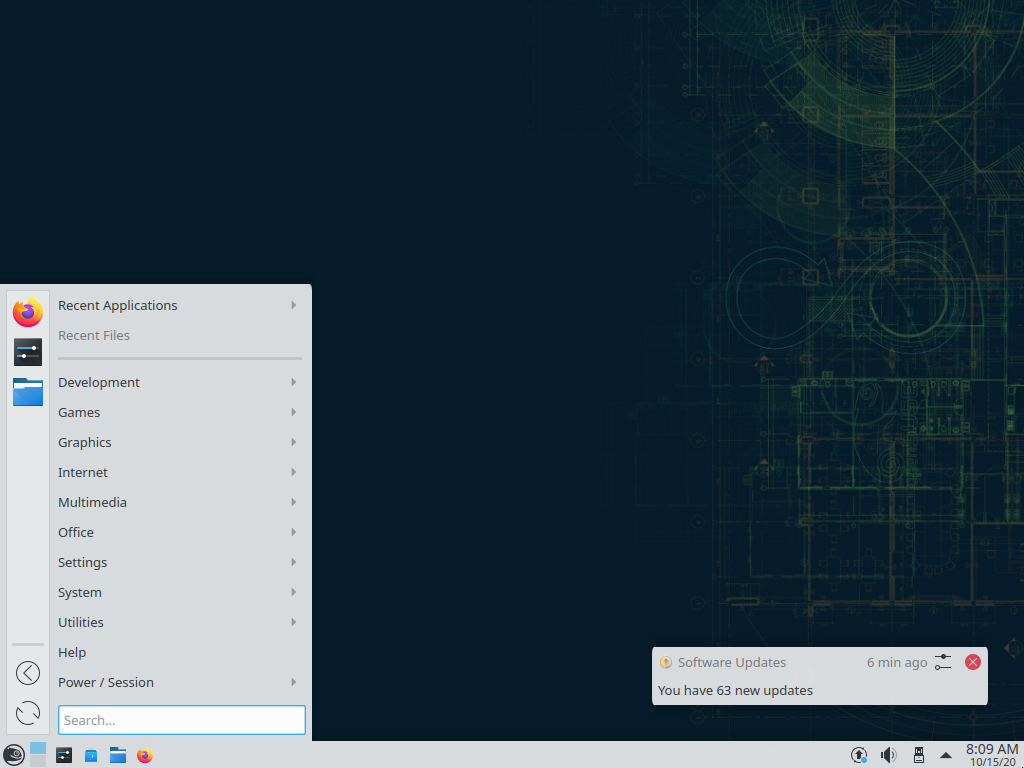 Recent Applications
Recent Files
Development
Games
Graphics
Internet
Multimedia
Office
Settings
System
Utilities
Help
Power / Session
Search...
Software Updates 6 min ago
You have 63 new updates
8:09 AM
10/15/20